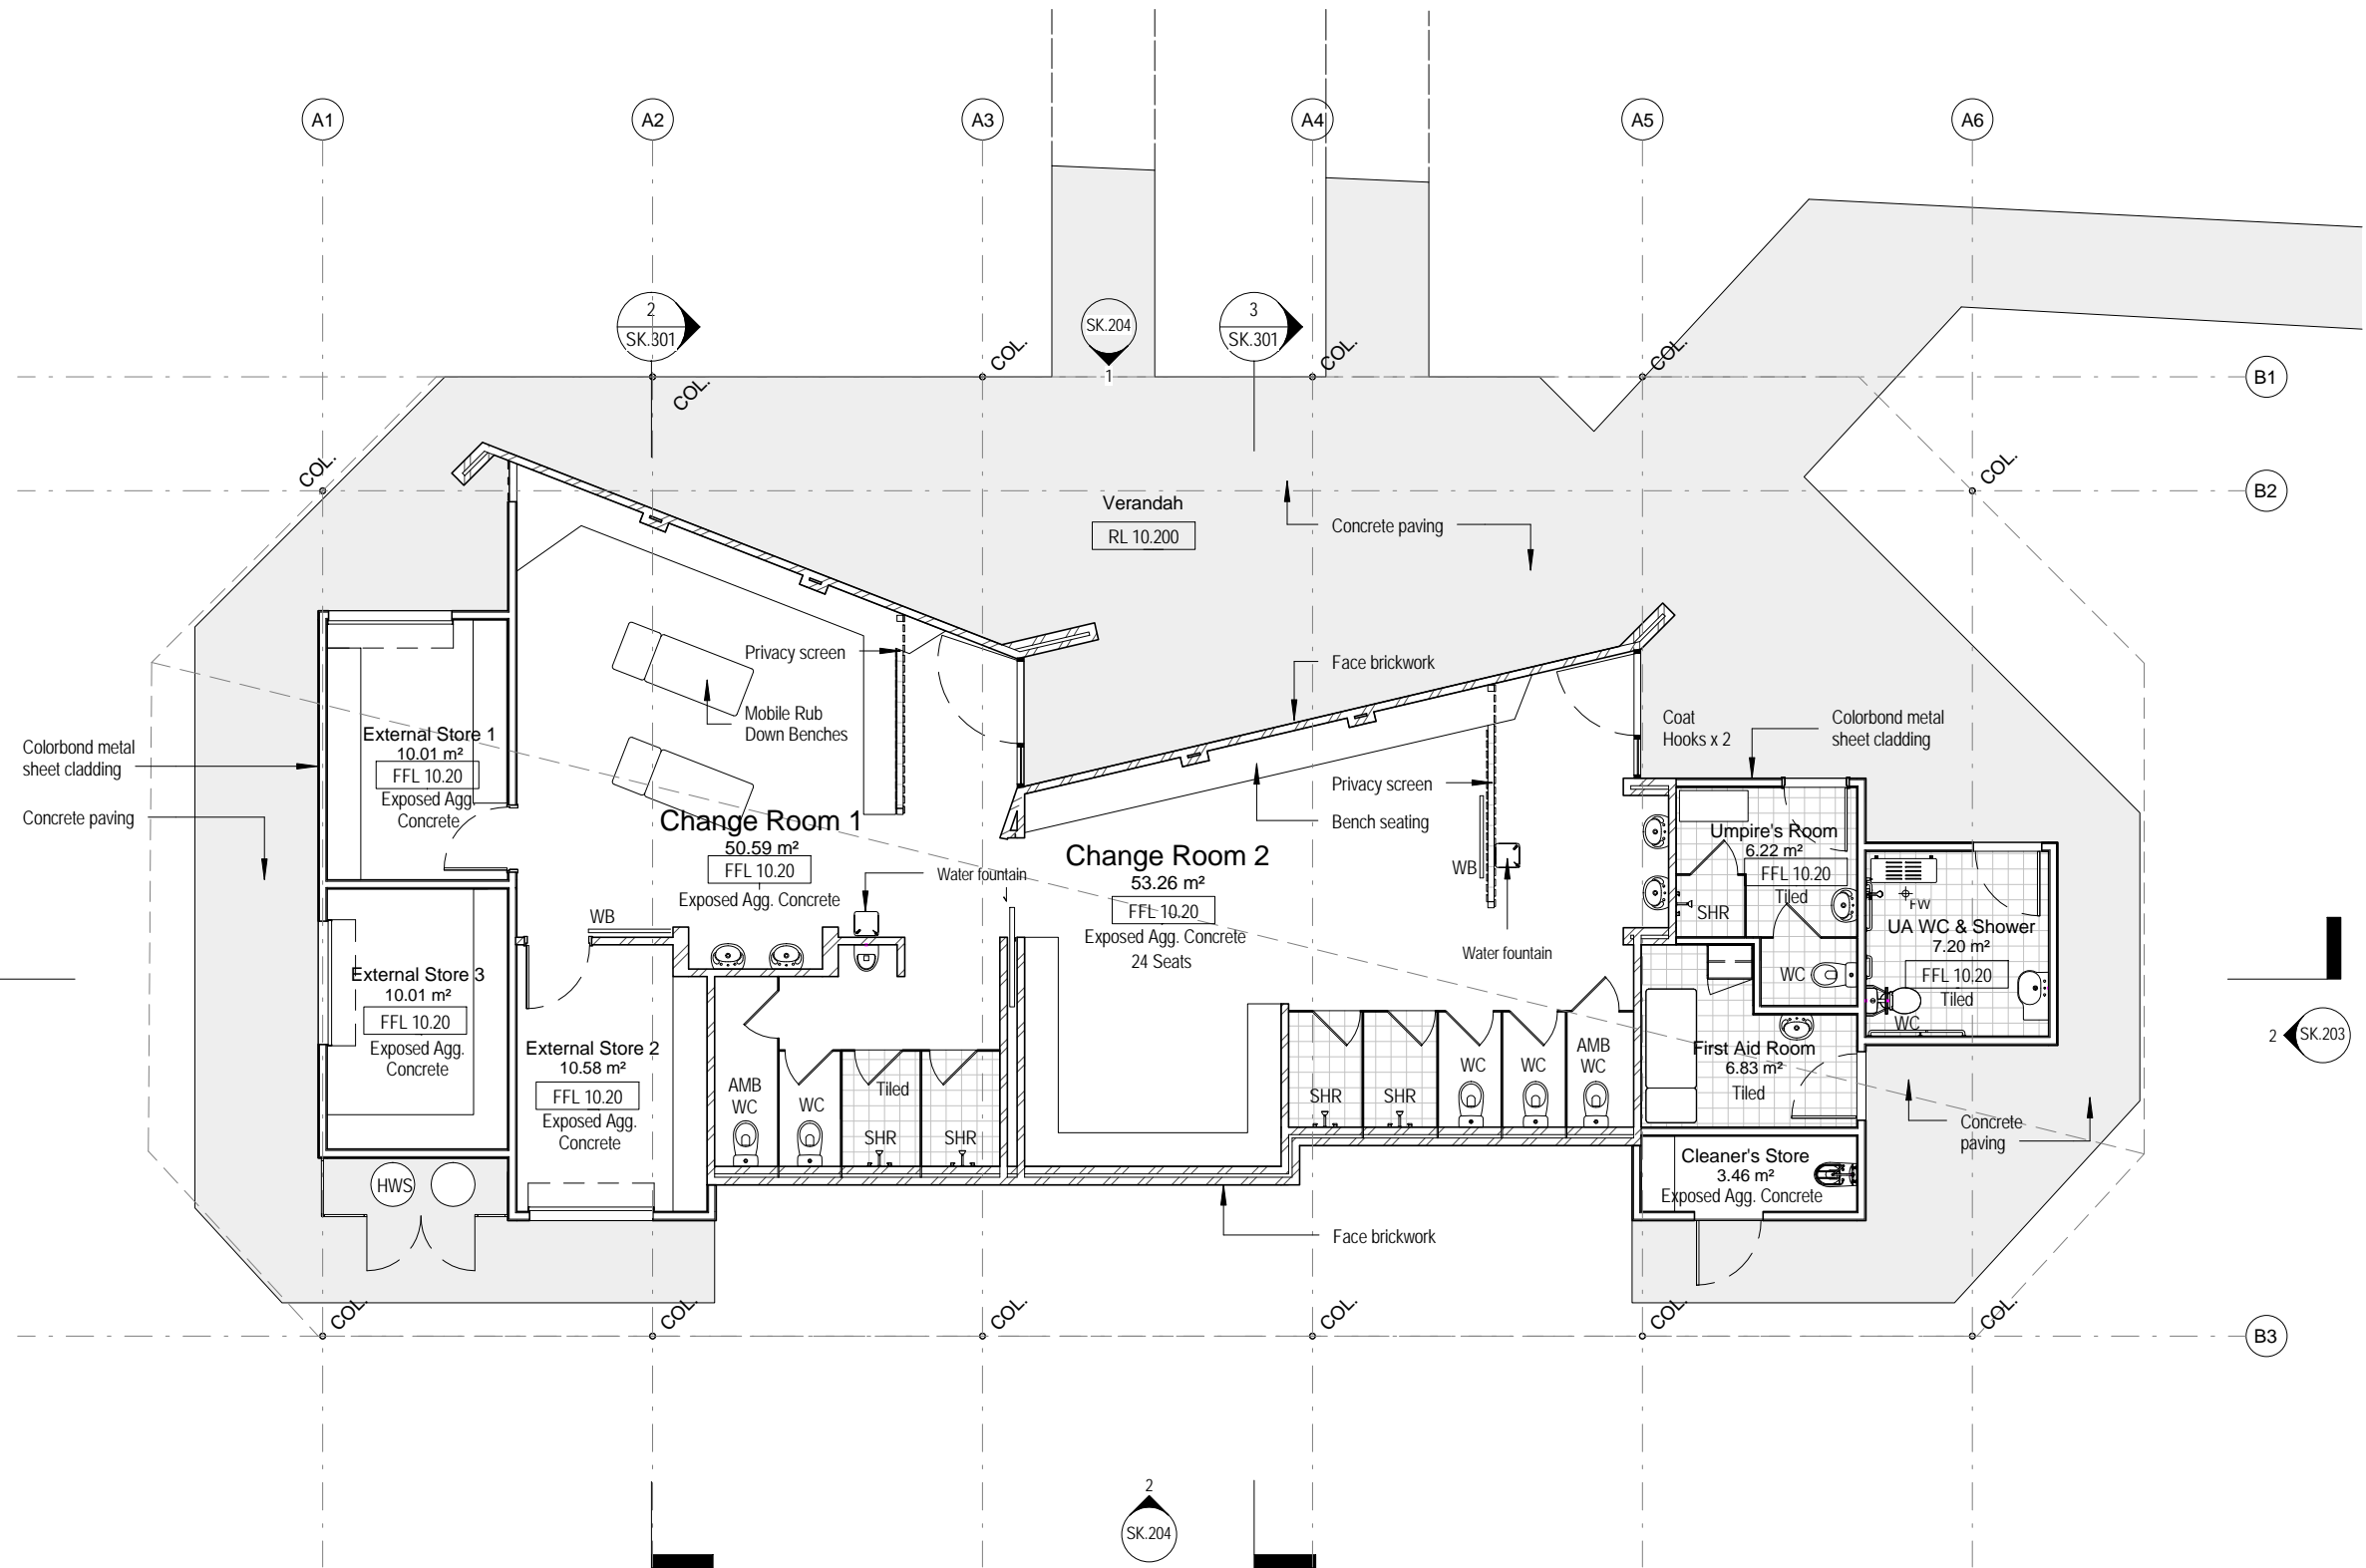 A1
A2
A3
A4
A5
A6
2
SK.301
SK.204
1
3
SK.301
COL.
COL.
COL.
COL.
COL.
COL.
B1
B2
Verandah
RL 10.200
Concrete paving
Privacy screen
Face brickwork
Mobile Rub
Down Benches
Coat
Hooks x 2
Colorbond metal
sheet cladding
Colorbond metal
sheet cladding
Concrete paving
External Store 1
10.01 m²
FFL 10.20
Exposed Agg.
Concrete
Change Room 1
50.59 m²
FFL 10.20
Exposed Agg. Concrete
Privacy screen
Bench seating
Change Room 2
53.26 m²
FFL 10.20
Exposed Agg. Concrete
24 Seats
Water fountain
WB
WB
Water fountain
Umpire's Room
6.22 m²
FFL 10.20
Tiled
SHR
WC
FW
UA WC & Shower
7.20 m²
FFL 10.20
Tiled
WC
External Store 3
10.01 m²
FFL 10.20
Exposed Agg.
Concrete
External Store 2
10.58 m²
FFL 10.20
Exposed Agg.
Concrete
AMB
WC
WC
Tiled
SHR
SHR
SHR
SHR
WC
WC
AMB
WC
First Aid Room
6.83 m²
Tiled
Concrete
paving
2
SK.203
HWS
Cleaner's Store
3.46 m²
Exposed Agg. Concrete
Face brickwork
COL.
COL.
COL.
COL.
COL.
COL.
B3
2
SK.204